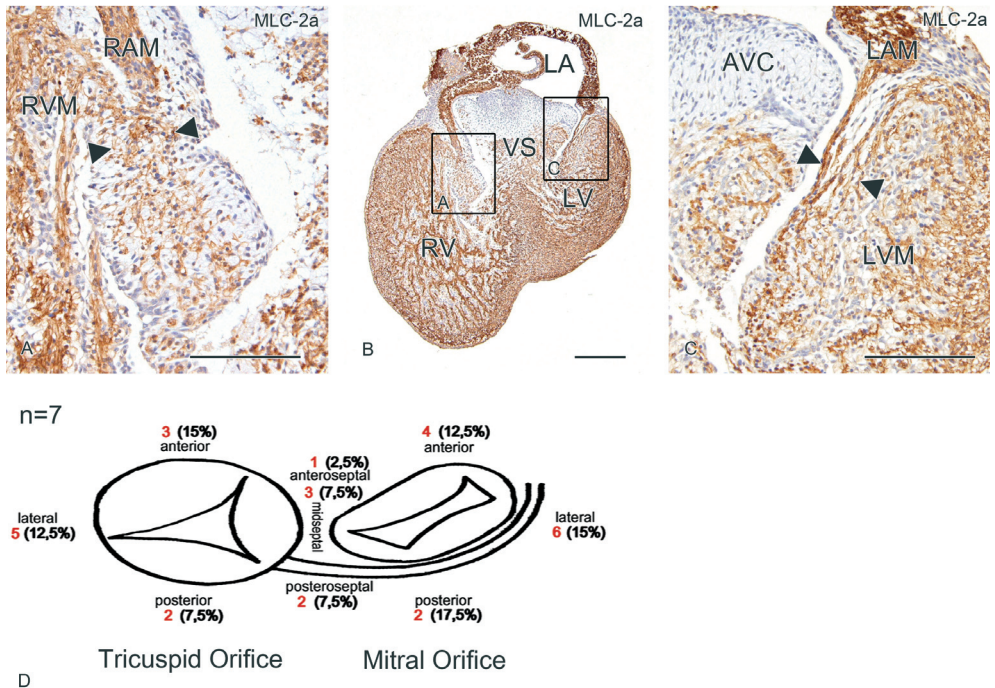 MLC-2a
RAM
RVM
A
MLC-2a
LA
VS
A
C
LV
RV
B
MLC-2a
AVC
LAM
LVM
C
n=7
3 (15%)
anterior
4 (12,5%)
anterior
1 (2,5%)
anteroseptal
3 (7,5%)
midseptal
lateral
5 (12,5%)
lateral
6 (15%)
posterior
2 (7,5%)
posteroseptal
2 (7,5%)
posterior
2 (17,5%)
Tricuspid Orifice
Mitral Orifice
D